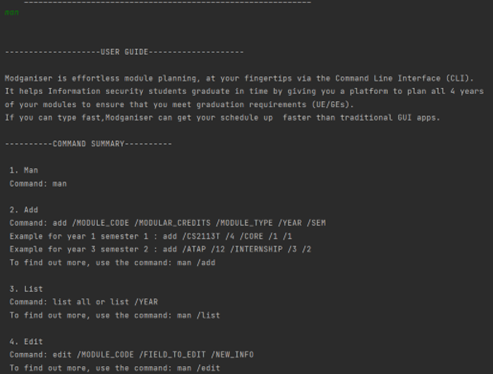 ------------------------------------------------------------
man
--------------------USER GUIDE--------------------
Modganiser is effortless module planning, at your fingertips via the Command Line Interface (CLI).
It helps Information security students graduate in time by giving you a platform to plan all 4 years
of your modules to ensure that you meet graduation requirements (UE/GEs).
If you can type fast,Modganiser can get your schedule up  faster than traditional GUI apps.
----------COMMAND SUMMARY----------
1. Man
Command: man
2. Add
Command: add /MODULE_CODE /MODULAR_CREDITS /MODULE_TYPE /YEAR /SEM
Example for year 1 semester 1 : add /CS2113T /4 /CORE /1 /1
Example for year 3 semester 2 : add /ATAP /12 /INTERNSHIP /3 /2
To find out more, use the command: man /add
3. List
Command: list all or list /YEAR
To find out more, use the command: man /list
4. Edit
Command: edit /MODULE_CODE /FIELD_TO_EDIT /NEW_INFO
To find out more, use the command: man /edit